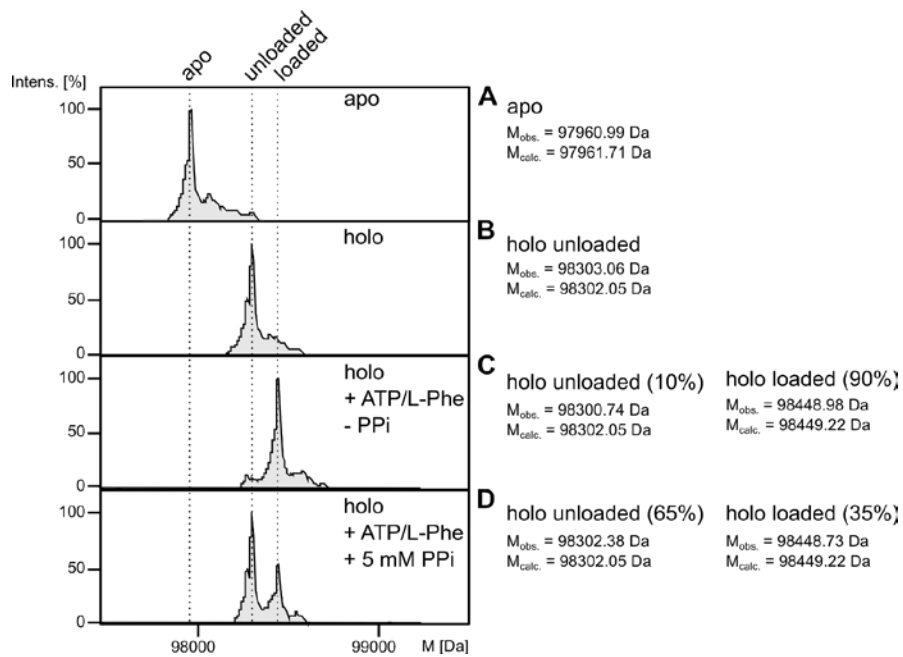 apo
unloaded
loaded
Intens. [%]
100
50
0
apo
A
apo
Mobs. = 97960.99 Da
Mcalc. = 97961.71 Da
100
50
0
holo
B
holo unloaded
Mobs. = 98303.06 Da
Mcalc. = 98302.05 Da
100
50
0
holo
+ ATP/L-Phe
- PPi
C
holo unloaded (10%)
Mobs. = 98300.74 Da
Mcalc. = 98302.05 Da
holo loaded (90%)
Mobs. = 98448.98 Da
Mcalc. = 98449.22 Da
100
50
0
holo
+ ATP/L-Phe
+ 5 mM PPi
D
holo unloaded (65%)
Mobs. = 98302.38 Da
Mcalc. = 98302.05 Da
holo loaded (35%)
Mobs. = 98448.73 Da
Mcalc. = 98449.22 Da
98000
99000
M [Da]